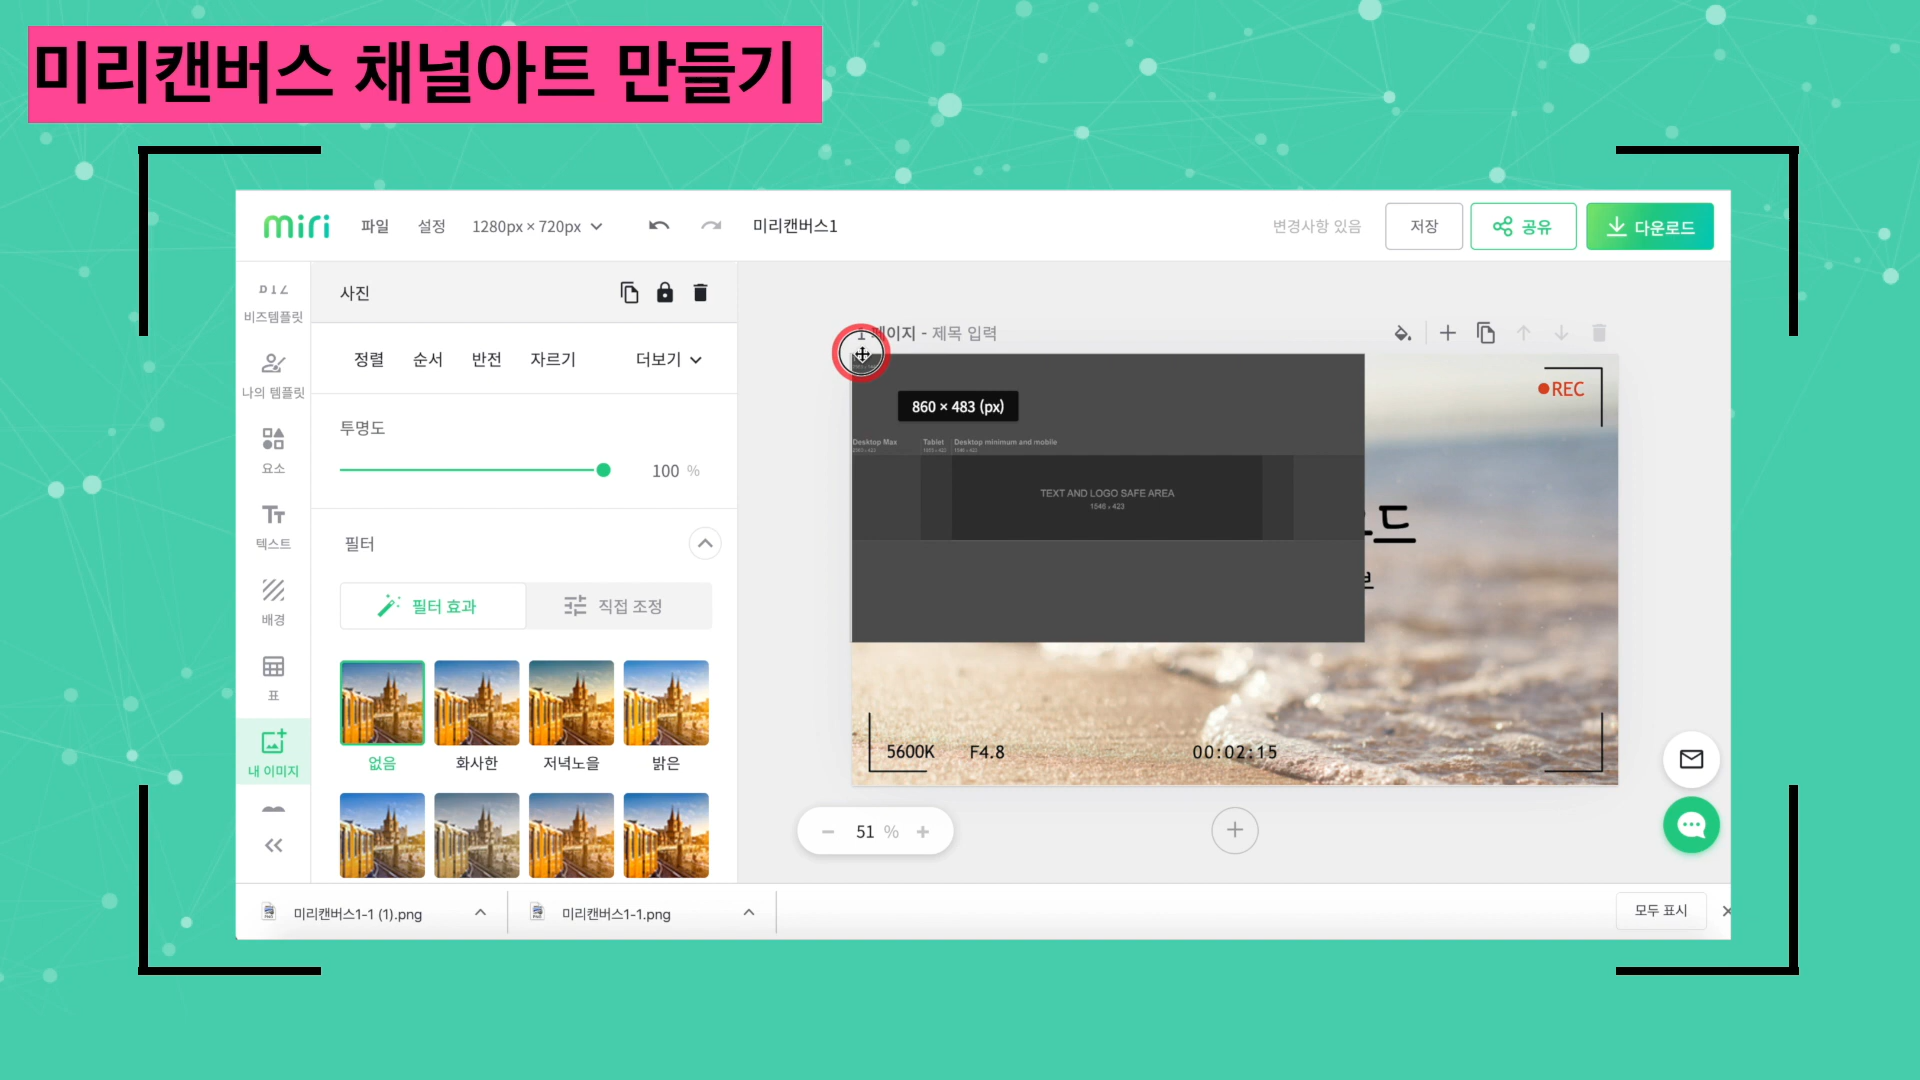 미리캔버스 채널아트 만들기
miri 파일 설정 1280px × 720px 미리캔버스1 변경사항 있음 저장 공유 다운로드
비즈템플릿
나의 템플릿
요소
텍스트
배경
표
내 이미지
사진
정렬 순서 반전 자르기 더보기
투명도
100 %
필터
필터 효과 직접 조정
없음 화사한 저녁노을 밝은
1 페이지 - 제목 입력
860 × 483 (px)
REC
Desktop Max Tablet Desktop minimum and mobile
TEXT AND LOGO SAFE AREA
1546 x 423
5600K F4.8 00:02:15
51 %
미리캔버스1-1 (1).png 미리캔버스1-1.png 모두 표시